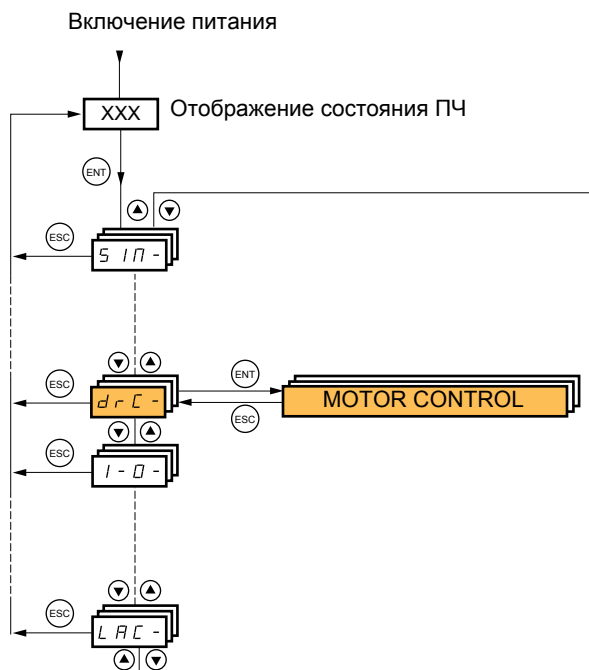 Включение питания
XXX
Отображение состояния ПЧ
ENT
ESC
SIM-
ESC
drC-
ENT
MOTOR CONTROL
ESC
ESC
I-O-
ESC
LAC-